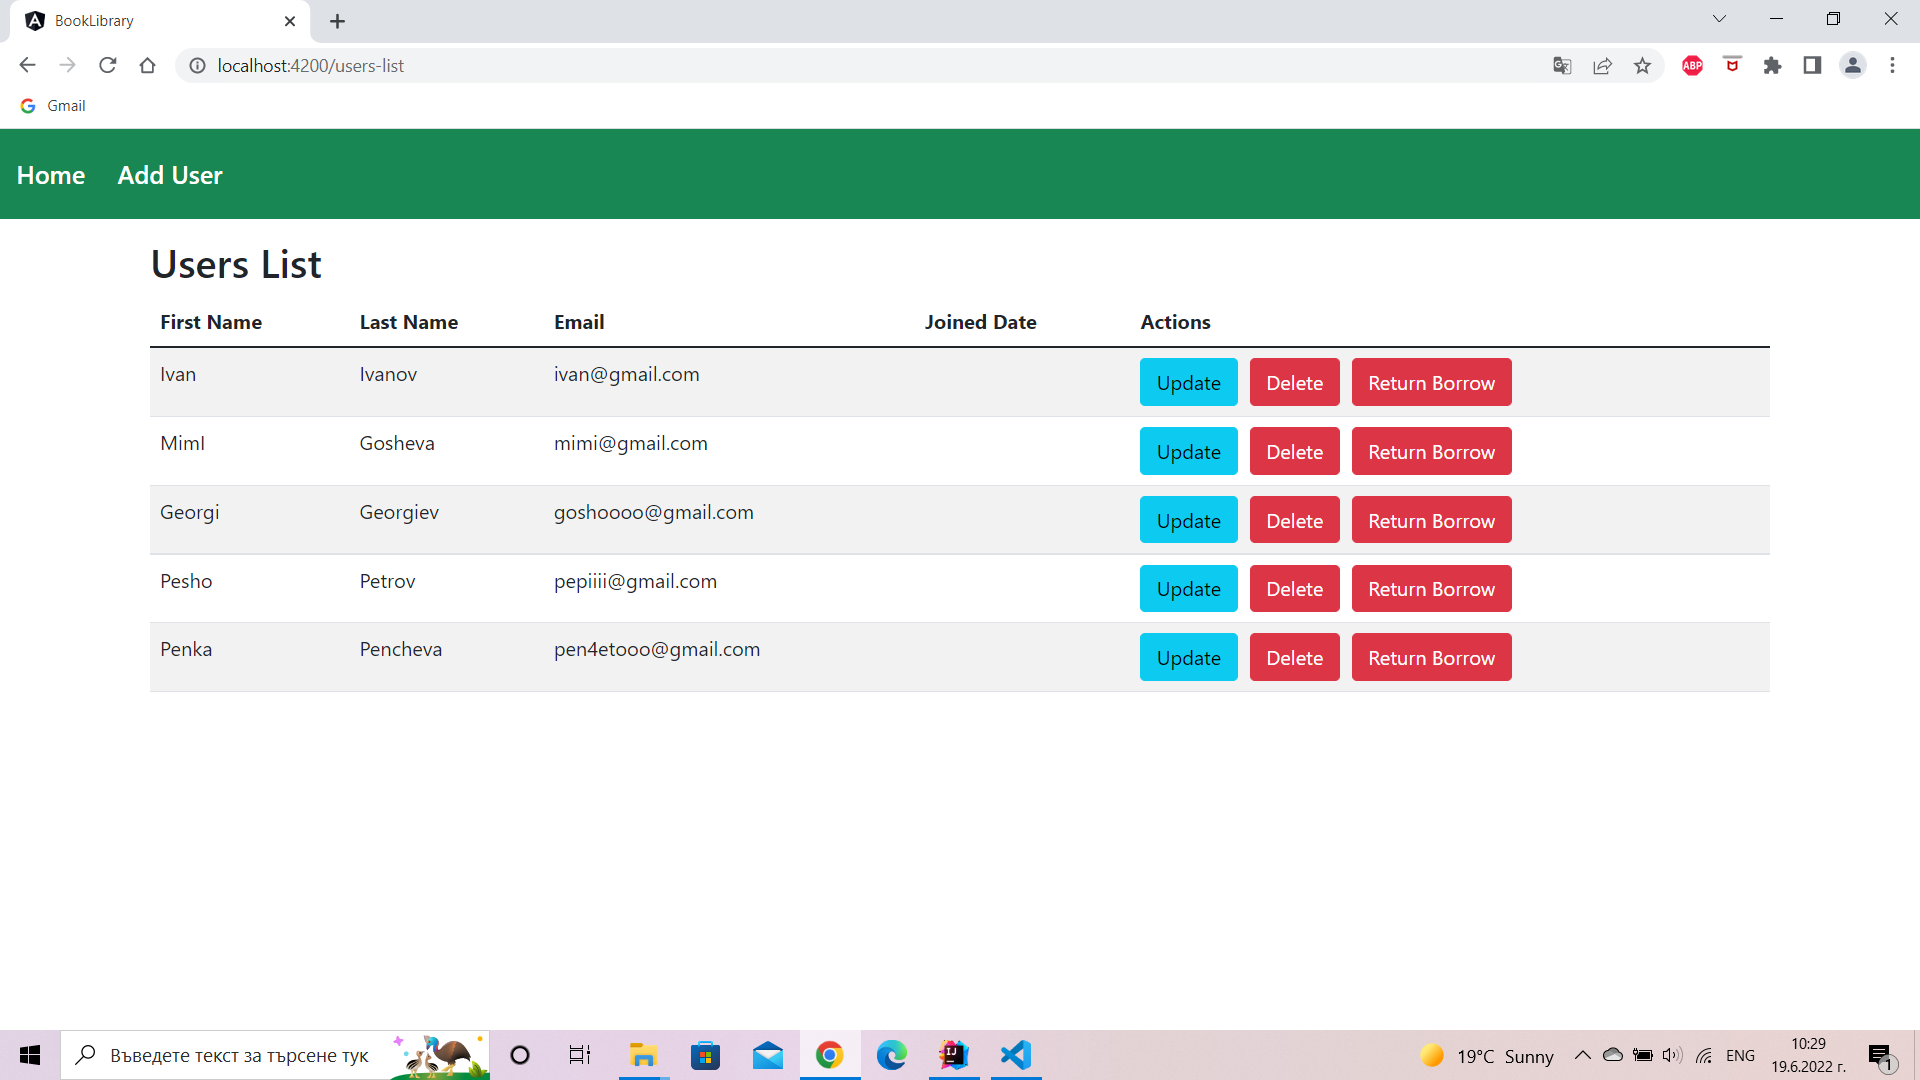 BookLibrary
localhost:4200/users-list
ABP
Gmail
Home Add User
Users List
First Name Last Name Email Joined Date Actions
Ivan Ivanov ivan@gmail.com Update Delete Return Borrow
MimI Gosheva mimi@gmail.com Update Delete Return Borrow
Georgi Georgiev goshoooo@gmail.com Update Delete Return Borrow
Pesho Petrov pepiiii@gmail.com Update Delete Return Borrow
Penka Pencheva pen4etooo@gmail.com Update Delete Return Borrow
Въведете текст за търсене тук
19°C Sunny
ENG
10:29
19.6.2022 г.
1